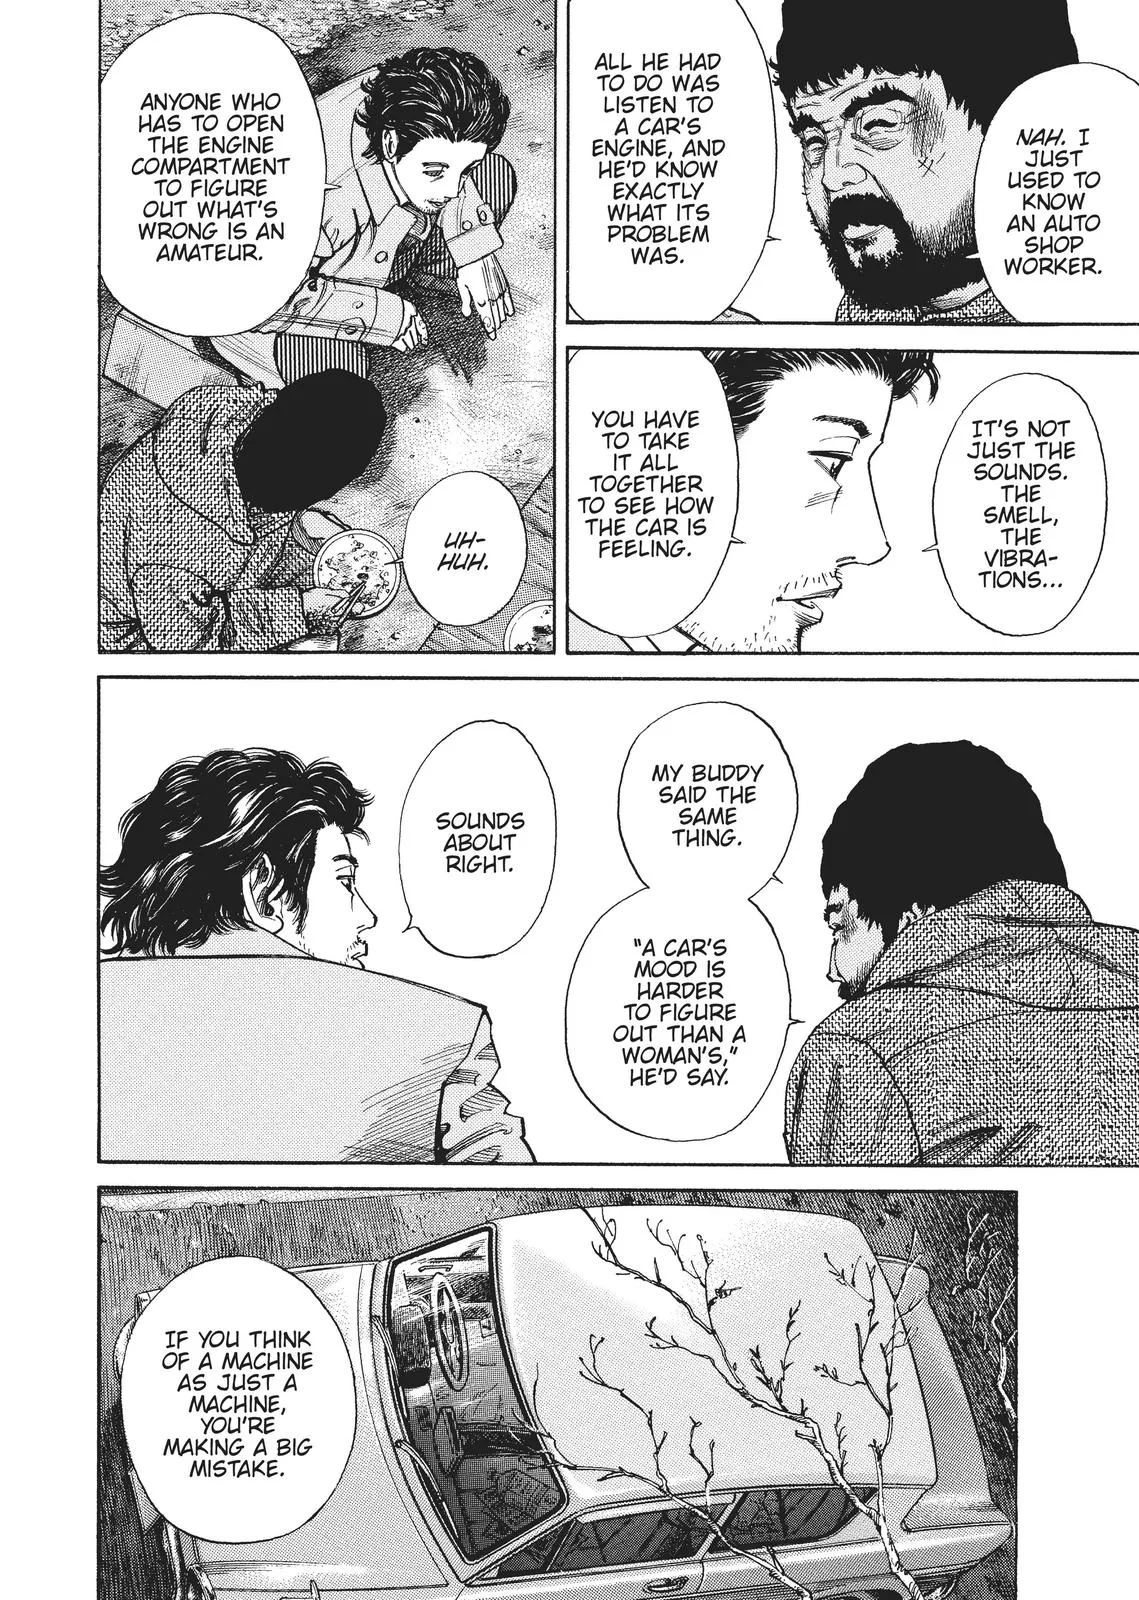 NAH. I
JUST
USED TO
KNOW
AN AUTO
SHOP
WORKER.
ALL HE HAD
TO DO WAS
LISTEN TO
A CAR'S
ENGINE, AND
HE'D KNOW
EXACTLY
WHAT ITS
PROBLEM
WAS.
ANYONE WHO
HAS TO OPEN
THE ENGINE
COMPARTMENT
TO FIGURE
OUT WHAT'S
WRONG IS AN
AMATEUR.
UH-
HUH.
IT'S NOT
JUST THE
SOUNDS.
THE
SMELL,
THE
VIBRA-
TIONS...
YOU HAVE
TO TAKE
IT ALL
TOGETHER
TO SEE HOW
THE CAR IS
FEELING.
MY BUDDY
SAID THE
SAME
THING.
"A CAR'S
MOOD IS
HARDER
TO FIGURE
OUT THAN A
WOMAN'S,"
HE'D SAY.
SOUNDS
ABOUT
RIGHT.
IF YOU THINK
OF A MACHINE
AS JUST A
MACHINE,
YOU'RE
MAKING A BIG
MISTAKE.